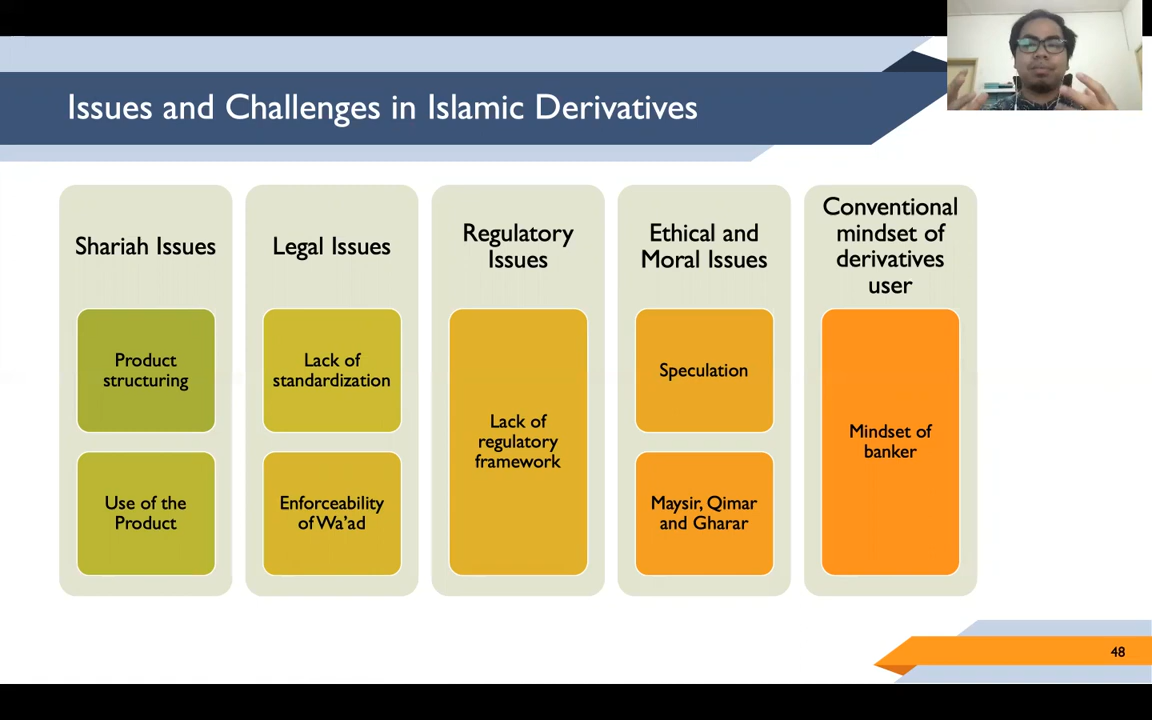 Issues and Challenges in Islamic Derivatives
Shariah Issues
Product
structuring
Use of the
Product
Legal Issues
Lack of
standardization
Enforceability
of Wa'ad
Regulatory
Issues
Lack of
regulatory
framework
Ethical and
Moral Issues
Speculation
Maysir, Qimar
and Gharar
Conventional
mindset of
derivatives
user
Mindset of
banker
48